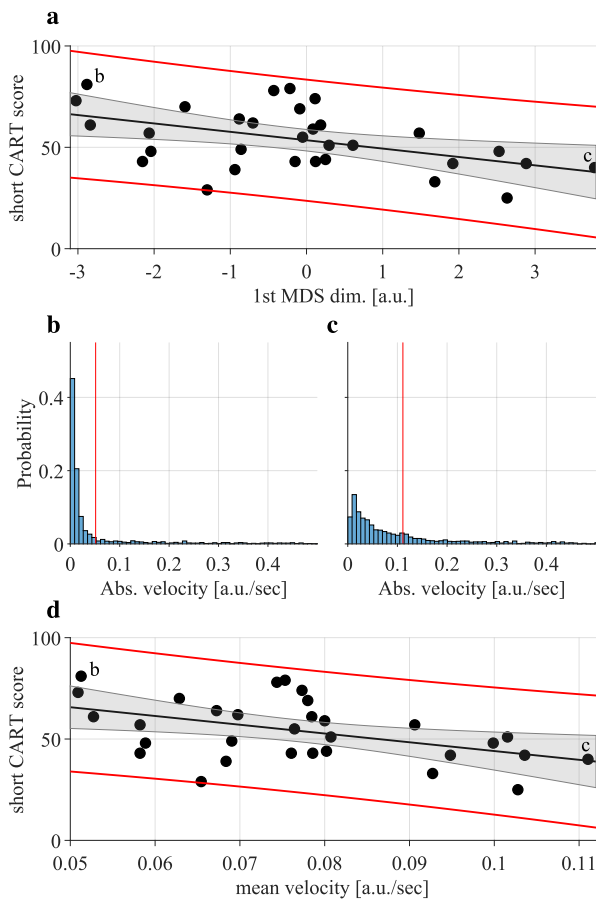 a
100
50
0
short CART score
b
c
-3 -2 -1 0 1 2 3
1st MDS dim. [a.u.]
b
c
0.4
0.2
0
Probability
0 0.1 0.2 0.3 0.4
0 0.1 0.2 0.3 0.4
Abs. velocity [a.u./sec]
Abs. velocity [a.u./sec]
d
100
50
0
short CART score
b
c
0.05 0.06 0.07 0.08 0.09 0.1 0.11
mean velocity [a.u./sec]